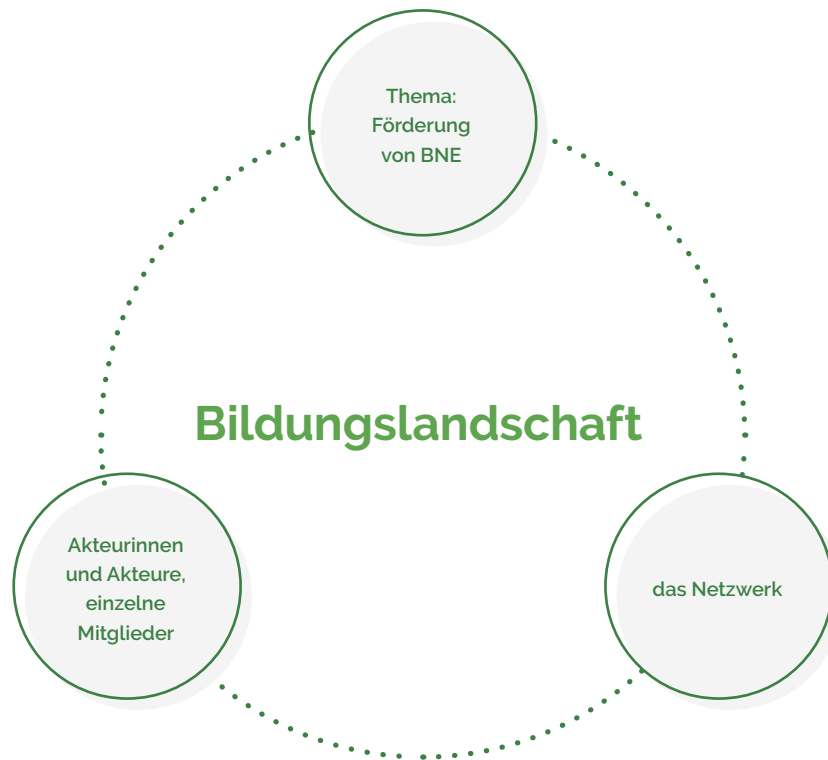 Thema:
Förderung
von BNE
Bildungslandschaft
Akteurinnen
und Akteure,
einzelne
Mitglieder
das Netzwerk